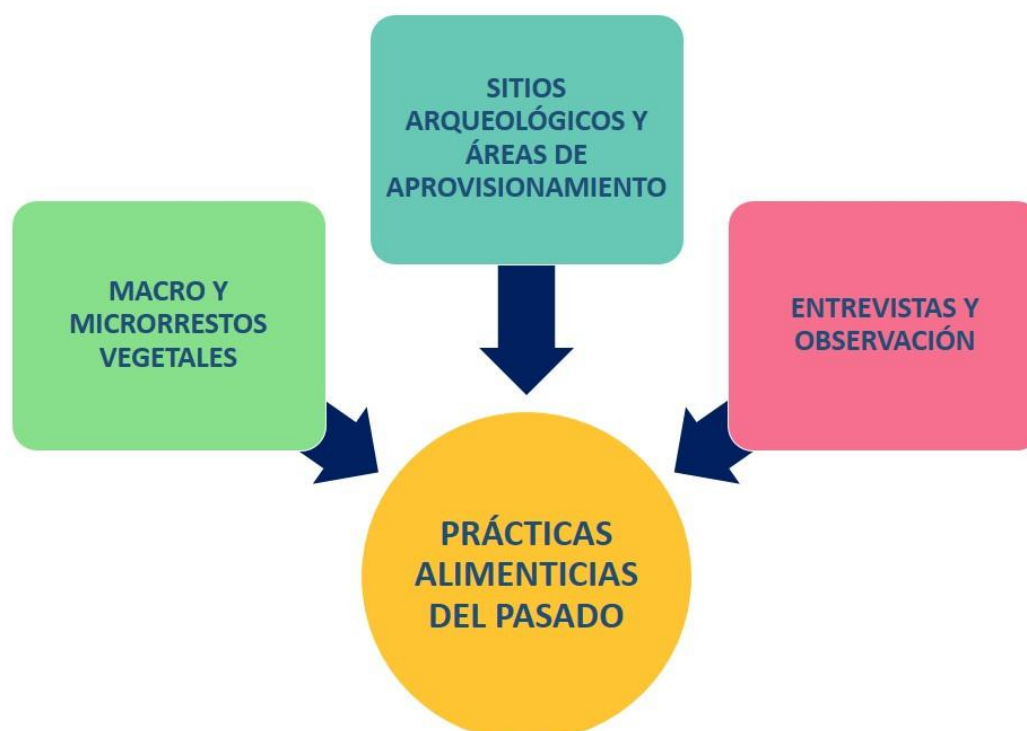 SITIOS
ARQUEOLÓGICOS Y
ÁREAS DE
APROVISIONAMIENTO
MACRO Y
MICRORRESTOS
VEGETALES
ENTREVISTAS Y
OBSERVACIÓN
PRÁCTICAS
ALIMENTICIAS
DEL PASADO